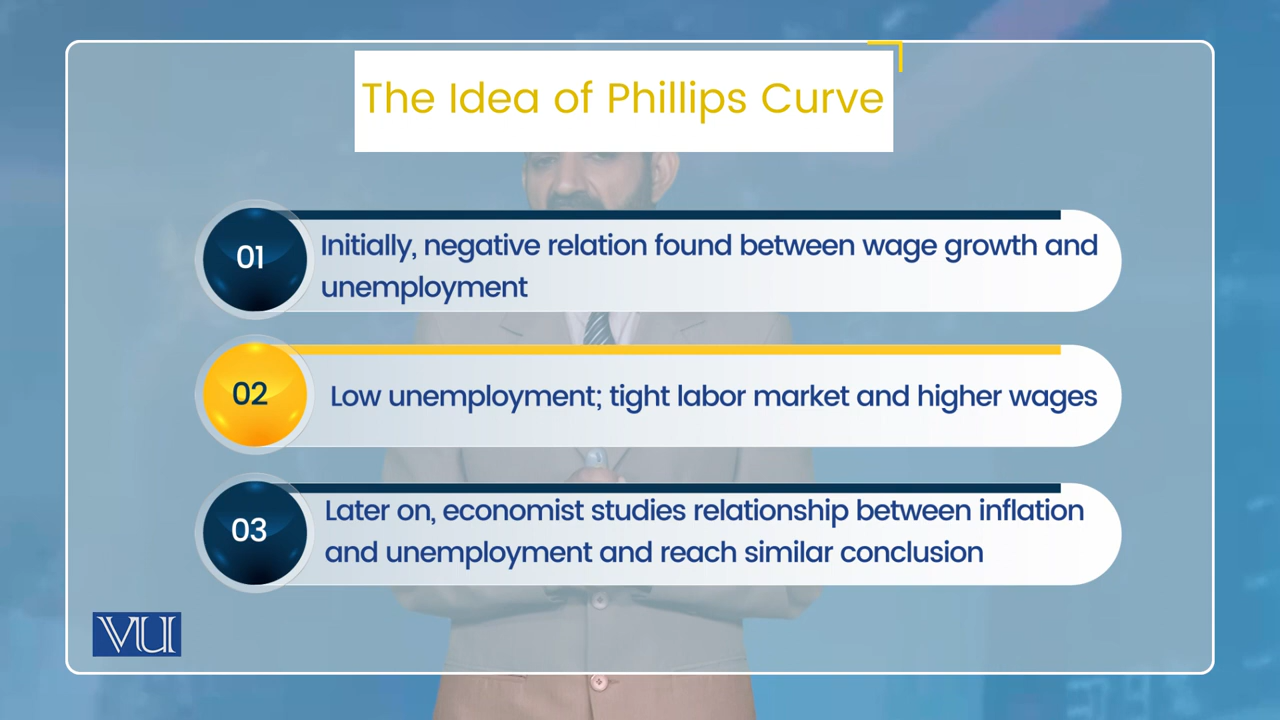 The Idea of Phillips Curve
01
Initially, negative relation found between wage growth and
unemployment
02
Low unemployment; tight labor market and higher wages
03
Later on, economist studies relationship between inflation
and unemployment and reach similar conclusion
VU